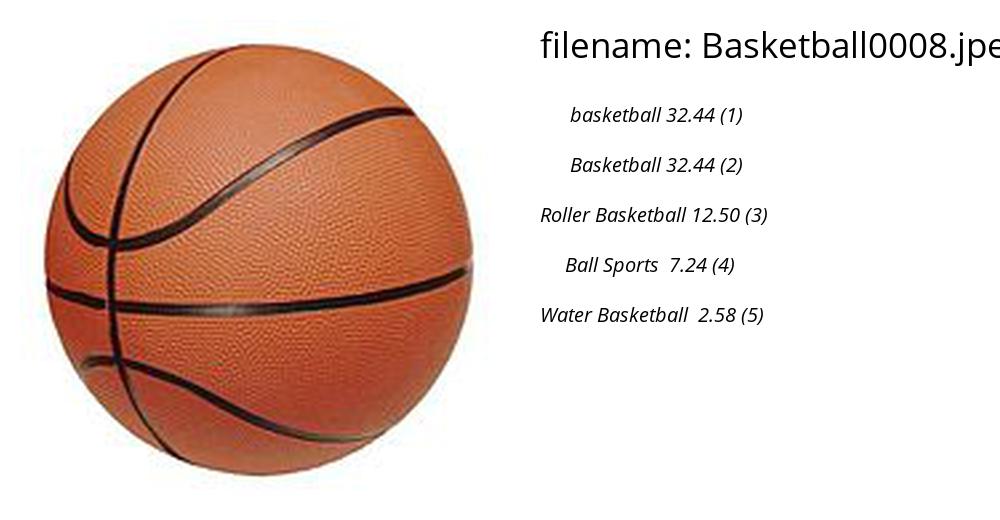 filename: Basketball0008.jpe
basketball 32.44 (1)
Basketball 32.44 (2)
Roller Basketball 12.50 (3)
Ball Sports  7.24 (4)
Water Basketball  2.58 (5)